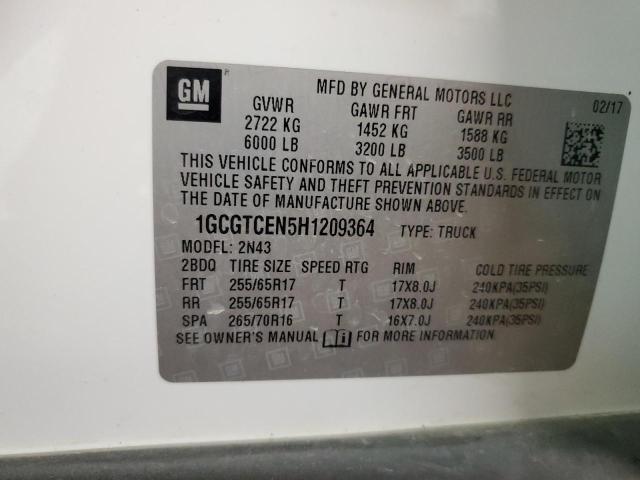 GM
MFD BY GENERAL MOTORS LLC
02/17
GVWR GAWR FRT GAWR RR
2722 KG 1452 KG 1588 KG
6000 LB 3200 LB 3500 LB
THIS VEHICLE CONFORMS TO ALL APPLICABLE U.S. FEDERAL MOTOR
VEHICLE SAFETY AND THEFT PREVENTION STANDARDS IN EFFECT ON
THE DATE OF MANUFACTURE SHOWN ABOVE.
1GCGTCEN5H1209364 TYPE: TRUCK
MODEL: 2N43
2BDQ TIRE SIZE SPEED RTG RIM COLD TIRE PRESSURE
FRT 255/65R17 T 17X8.0J 240KPA(35PSI)
RR 255/65R17 T 17X8.0J 240KPA(35PSI)
SPA 265/70R16 T 16X7.0J 240KPA(35PSI)
SEE OWNER'S MANUAL FOR MORE INFORMATION